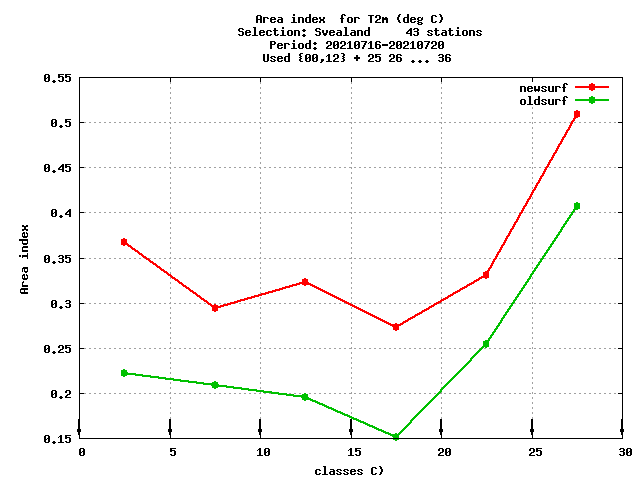 Area index  for T2m (deg C)
Selection: Svealand     43 stations
Period: 20210716-20210720
Used {00,12} + 25 26 ... 36
0.55
0.5
0.45
0.4
0.35
0.3
0.25
0.2
0.15
Area index
newsurf
oldsurf
0 5 10 15 20 25 30
classes C)